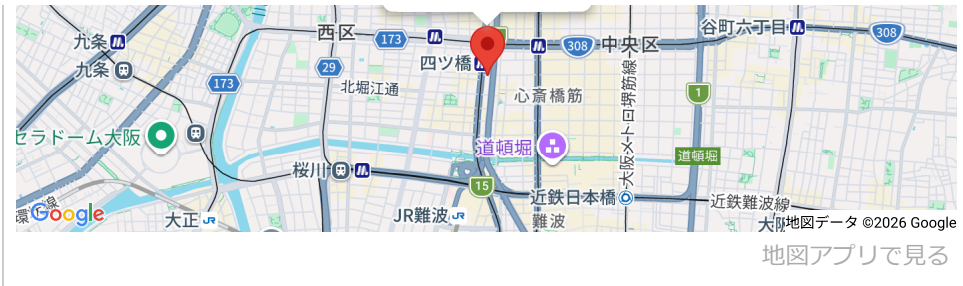 谷町六丁目
308
九条
西区
173
308
中央区
四ツ橋
九条
29
173
北堀江通
心斎橋筋
大阪メトロ堺筋線
1
セラドーム大阪
道頓堀
道頓堀
桜川
15
近鉄日本橋
近鉄難波線
大正
JR
JR難波
JR
難波
Google
地図データ ©2026 Google
地図アプリで見る